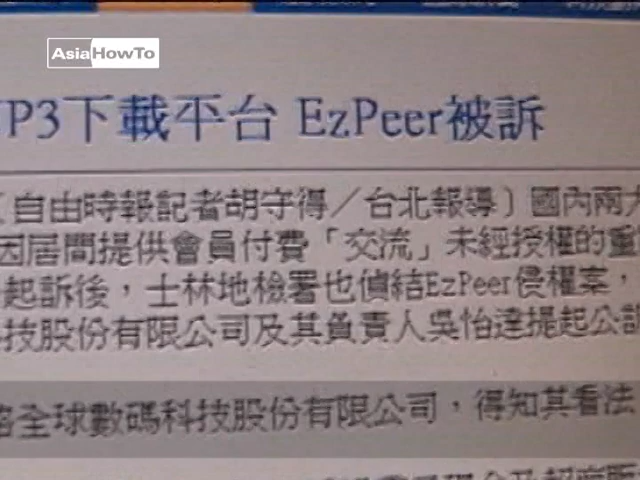 AsiaHowTo
P3下載平台 EzPeer被訴
〔自由時報記者胡守得／台北報導〕國內兩大
因居間提供會員付費「交流」未經授權的重
起訴後，士林地檢署也偵結EzPeer侵權案，
技股份有限公司及其負責人吳怡達提起公訴
全球數碼科技股份有限公司，得知其看法